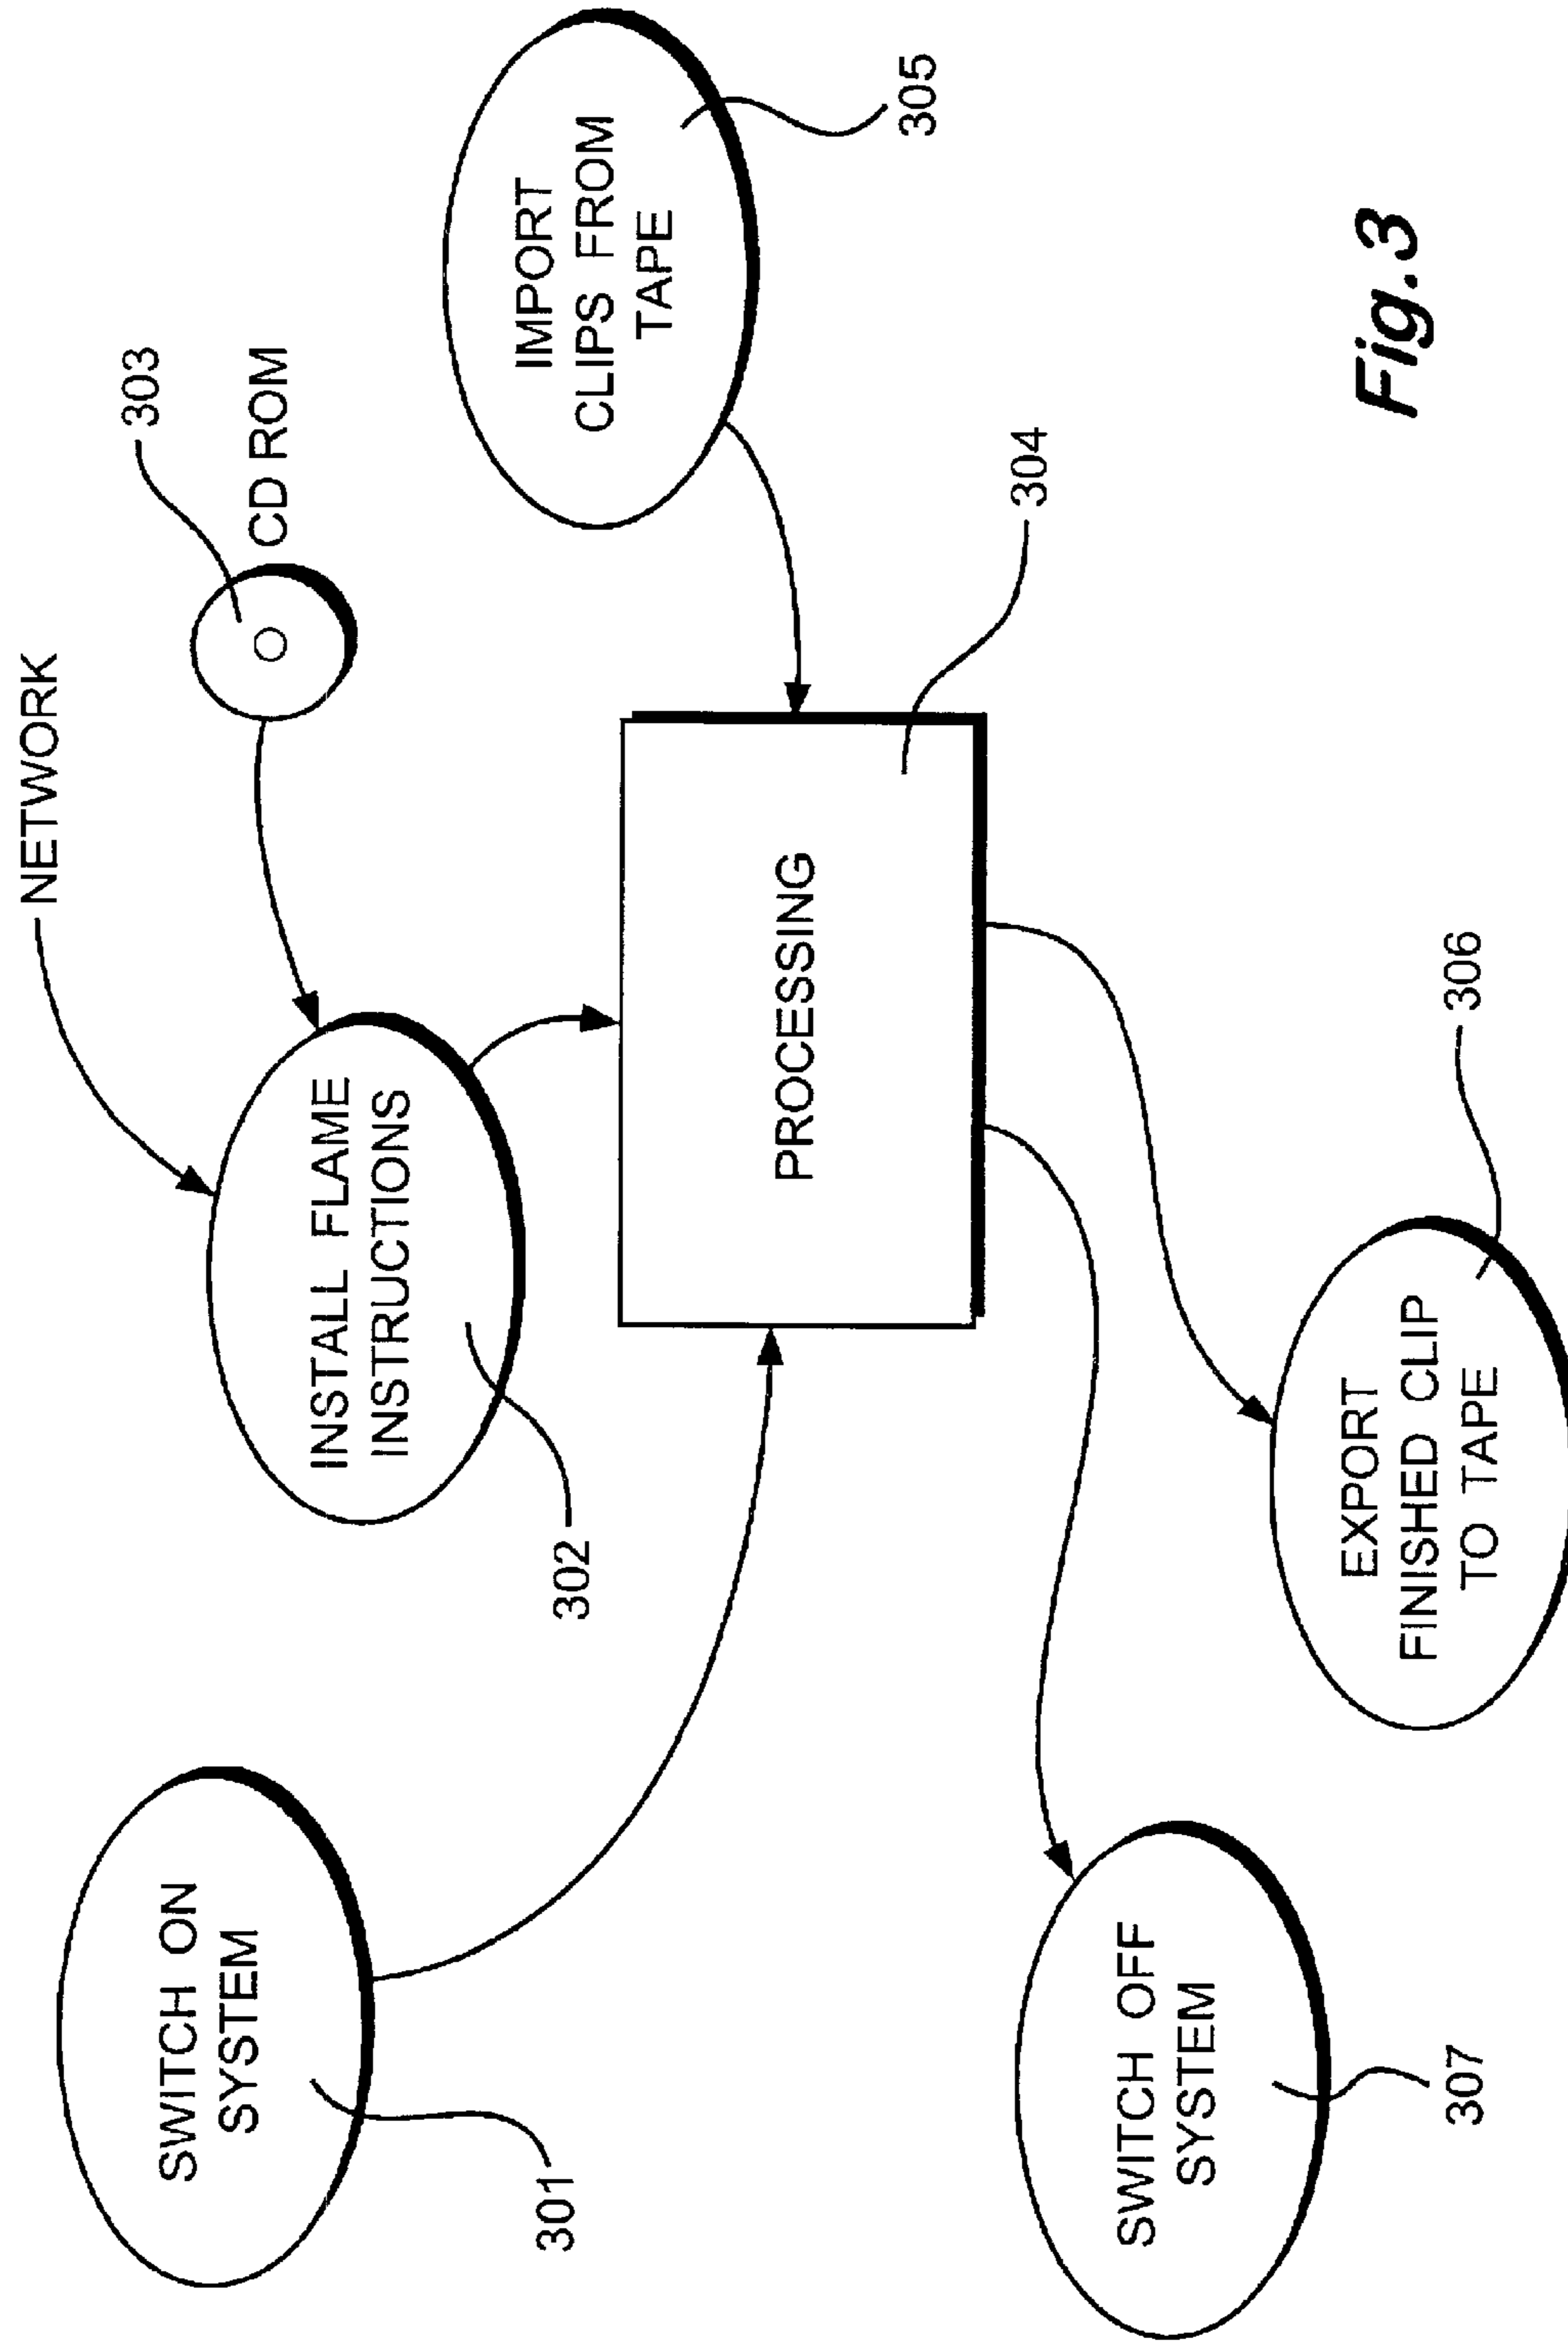 NETWORK
303
CD ROM
SWITCH ON
SYSTEM
301
INSTALL FLAME
INSTRUCTIONS
302
IMPORT
CLIPS FROM
TAPE
305
PROCESSING
304
SWITCH OFF
SYSTEM
307
EXPORT
FINISHED CLIP
TO TAPE
306
Fig.3